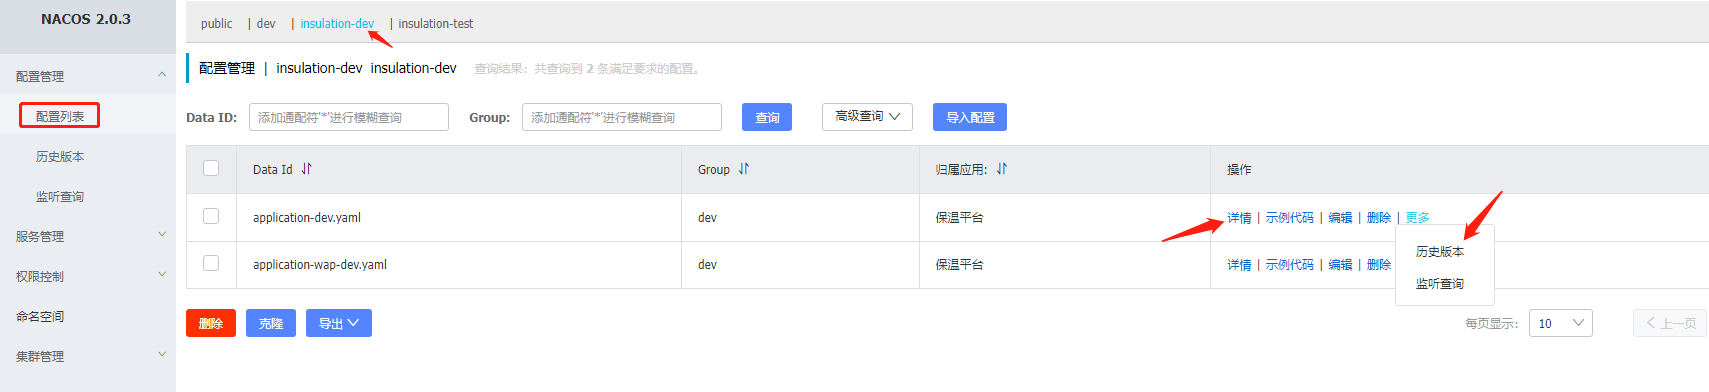 NACOS 2.0.3
public | dev | insulation-dev | insulation-test
配置管理
配置管理 | insulation-dev insulation-dev 查询结果：共查询到 2 条满足要求的配置。
配置列表
Data ID: 添加通配符'*'进行模糊查询 Group: 添加通配符'*'进行模糊查询 查询 高级查询 导入配置
历史版本
Data Id Group 归属应用: 操作
监听查询
application-dev.yaml dev 保温平台 详情 | 示例代码 | 编辑 | 删除 | 更多
服务管理
历史版本
application-wap-dev.yaml dev 保温平台 详情 | 示例代码 | 编辑 | 删除
权限控制
监听查询
命名空间
删除 克隆 导出 每页显示: 10 上一页
集群管理